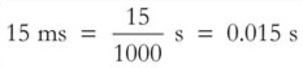 15 ms = 15/1000 s = 0.015 s